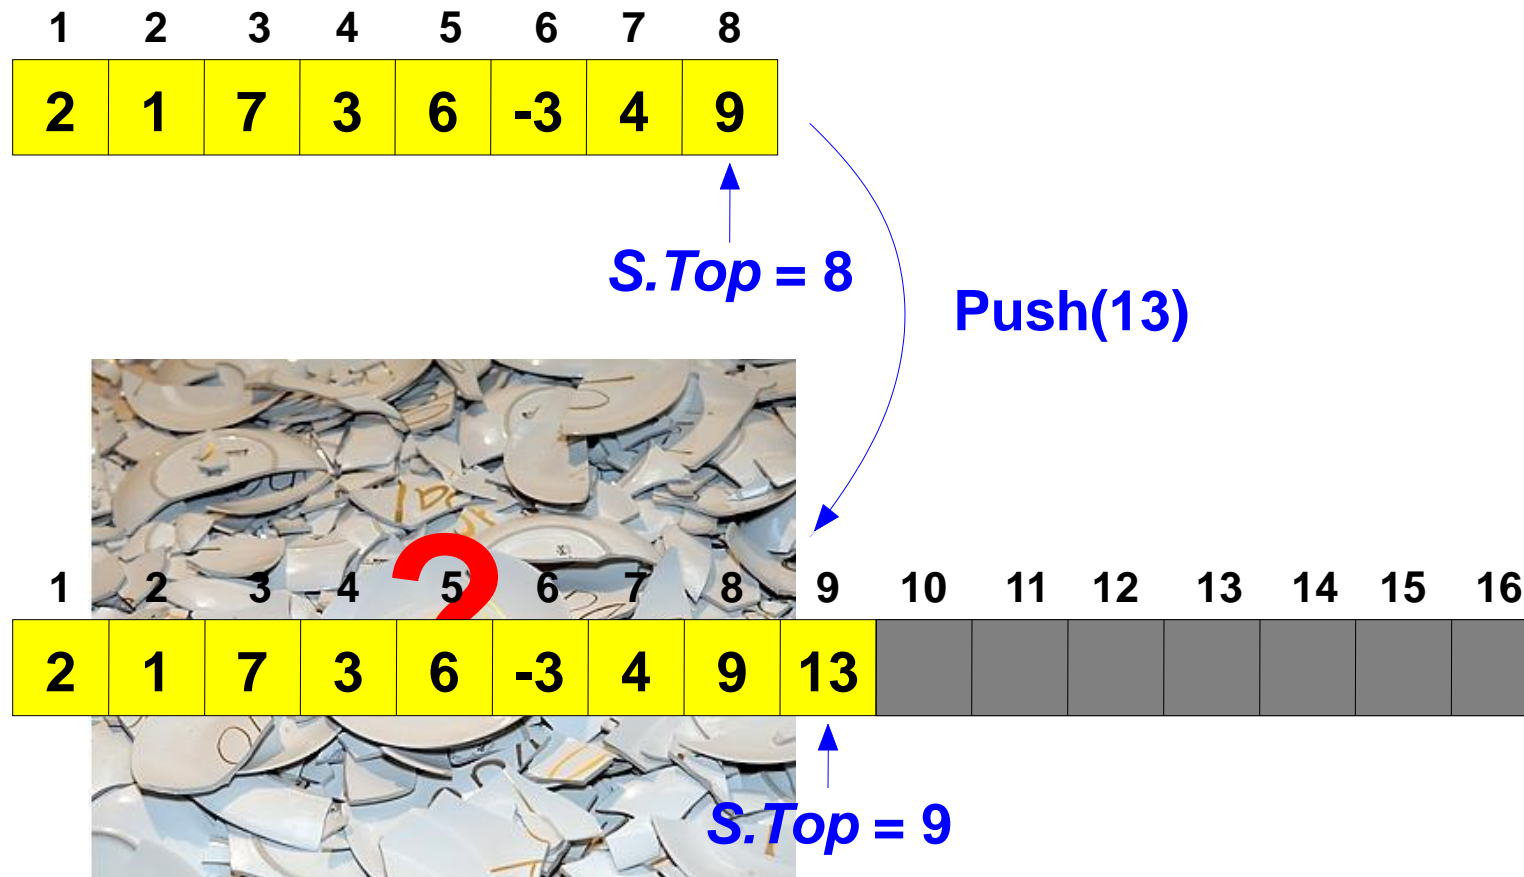 1 2 3 4 5 6 7 8
2 1 7 3 6 -3 4 9
S.Top = 8
Push(13)
?
1 2 3 4 5 6 7 8 9 10 11 12 13 14 15 16
2 1 7 3 6 -3 4 9 13
S.Top = 9